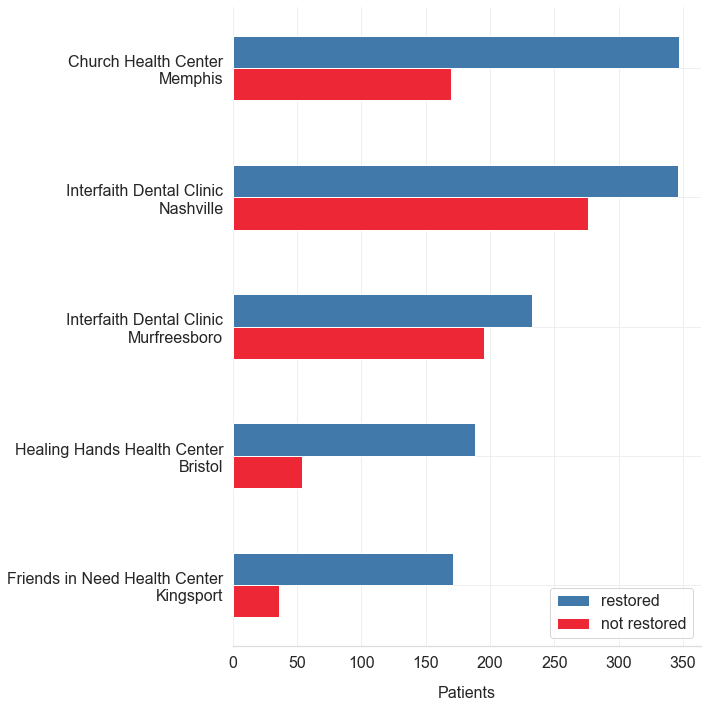 Church Health Center
Memphis
Interfaith Dental Clinic
Nashville
Interfaith Dental Clinic
Murfreesboro
Healing Hands Health Center
Bristol
Friends in Need Health Center
Kingsport
restored
not restored
0 50 100 150 200 250 300 350
Patients